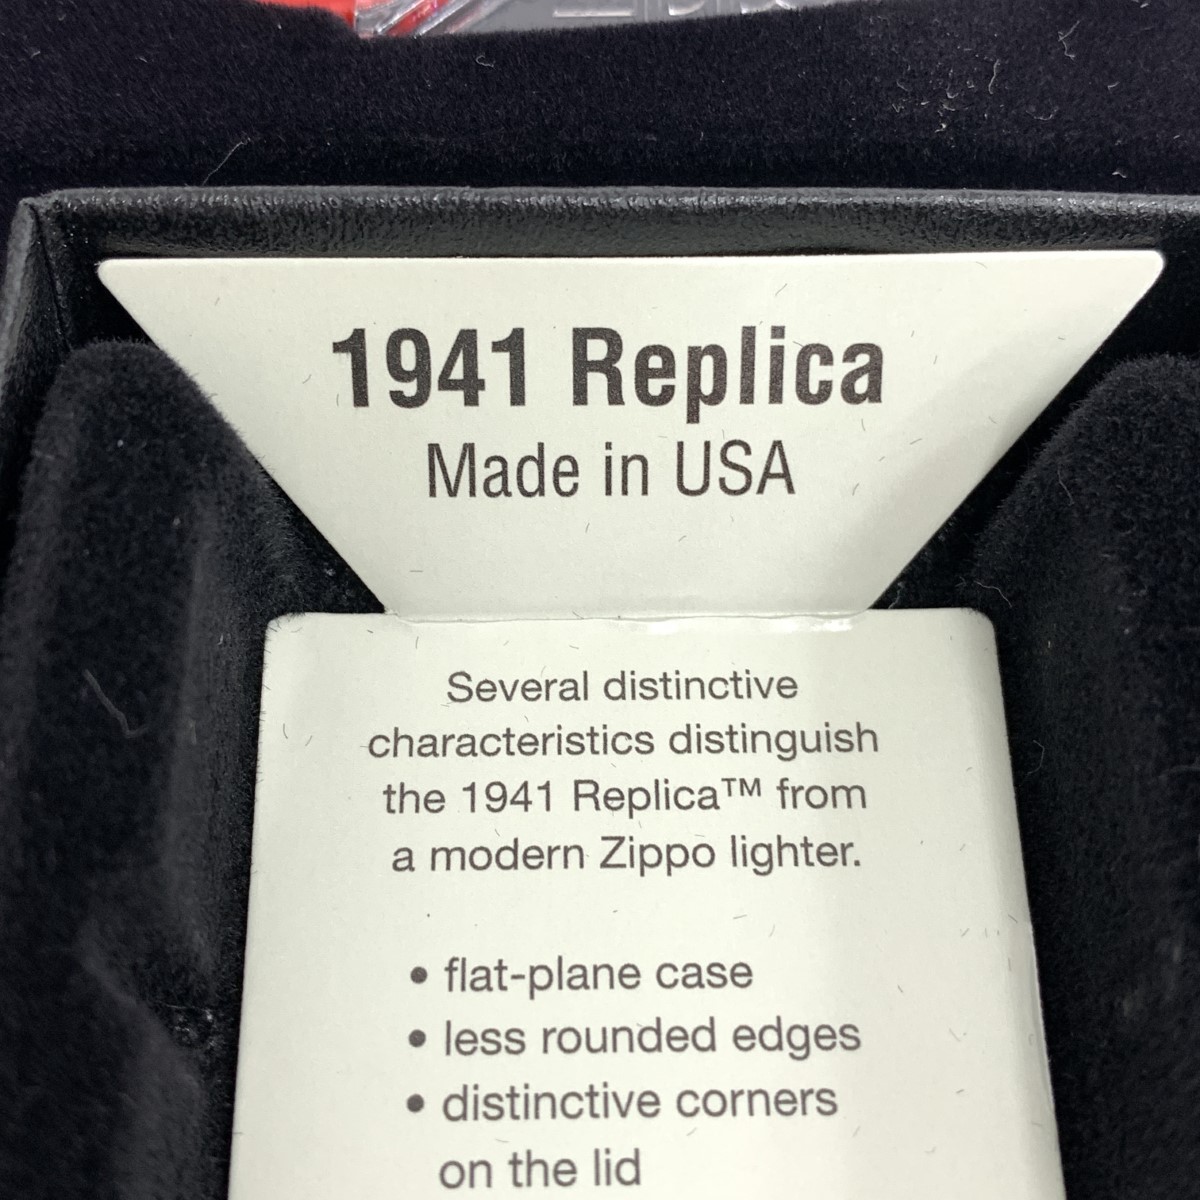 1941 Replica
Made in USA
Several distinctive
characteristics distinguish
the 1941 Replica™ from
a modern Zippo lighter.
• flat-plane case
• less rounded edges
• distinctive corners
on the lid